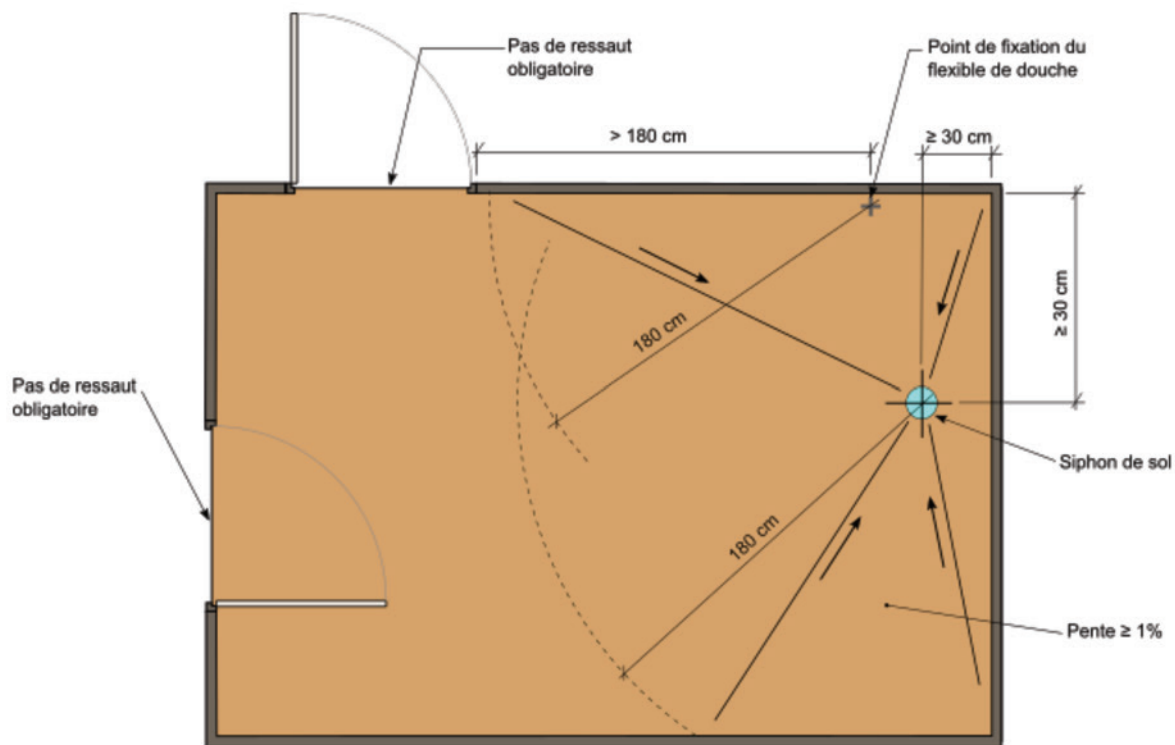 Pas de ressaut
obligatoire
Point de fixation du
flexible de douche
> 180 cm
≥ 30 cm
≥ 30 cm
180 cm
Pas de ressaut
obligatoire
Siphon de sol
180 cm
Pente ≥ 1%